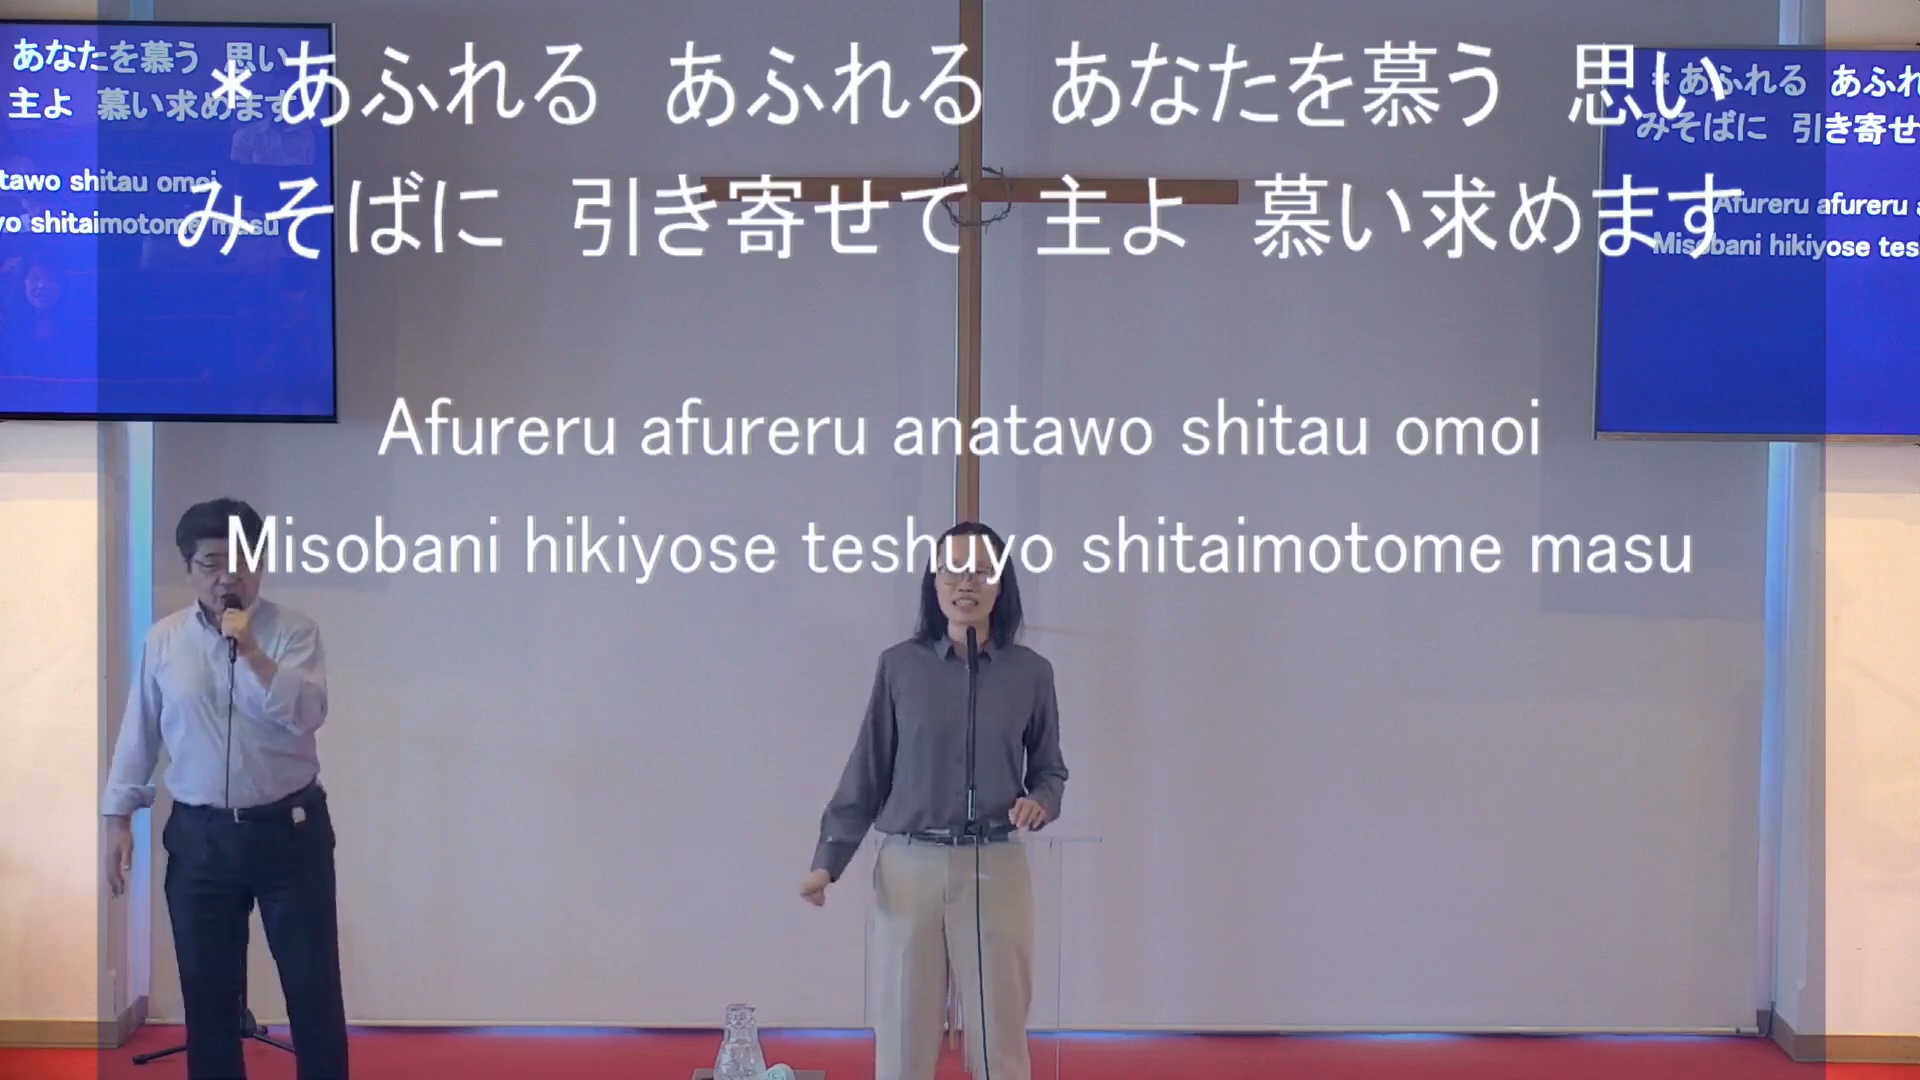 *あふれる あふれる あなたを慕う 思い
みそばに 引き寄せて 主よ 慕い求めます
Afureru afureru anatawo shitau omoi
Misobani hikiyose teshuyo shitaimotome masu
あなたを慕う 思い
主よ 慕い求めます
tawo shitau omoi
yo shitaimotome masu
*あふれる あふれ
みそばに 引き寄せ
Afureru afureru
Misobani hikiyose tes